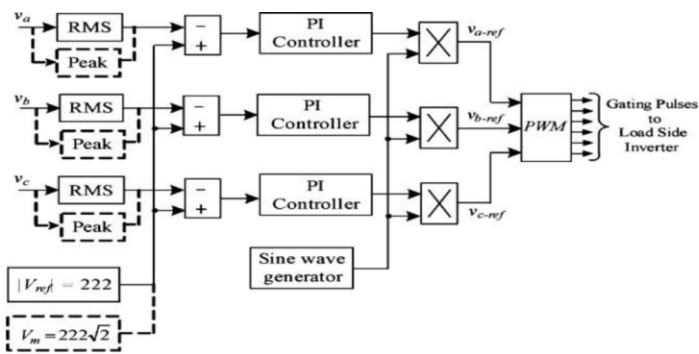 vₐ
RMS
Peak
−
+
PI
Controller
X
v_a-ref
v_b
RMS
Peak
−
+
PI
Controller
X
v_b-ref
PWM
Gating Pulses
to
Load Side
Inverter
v_c
RMS
Peak
−
+
PI
Controller
X
v_c-ref
Sine wave
generator
|V_ref| = 222
V_m = 222√2